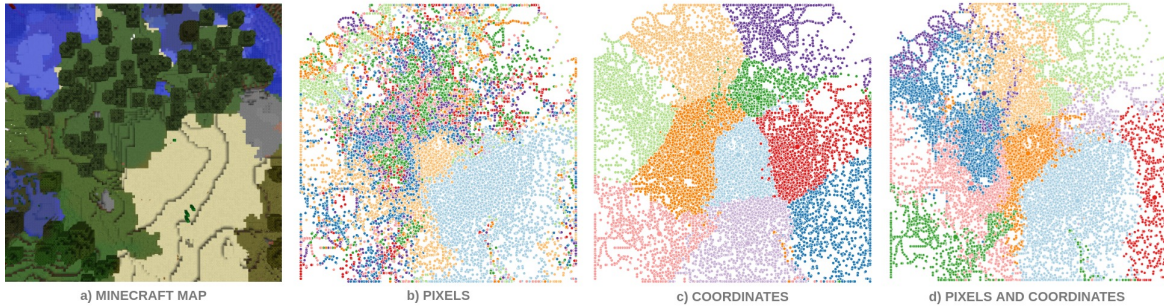 a) MINECRAFT MAP
b) PIXELS
c) COORDINATES
d) PIXELS AND COORDINATES